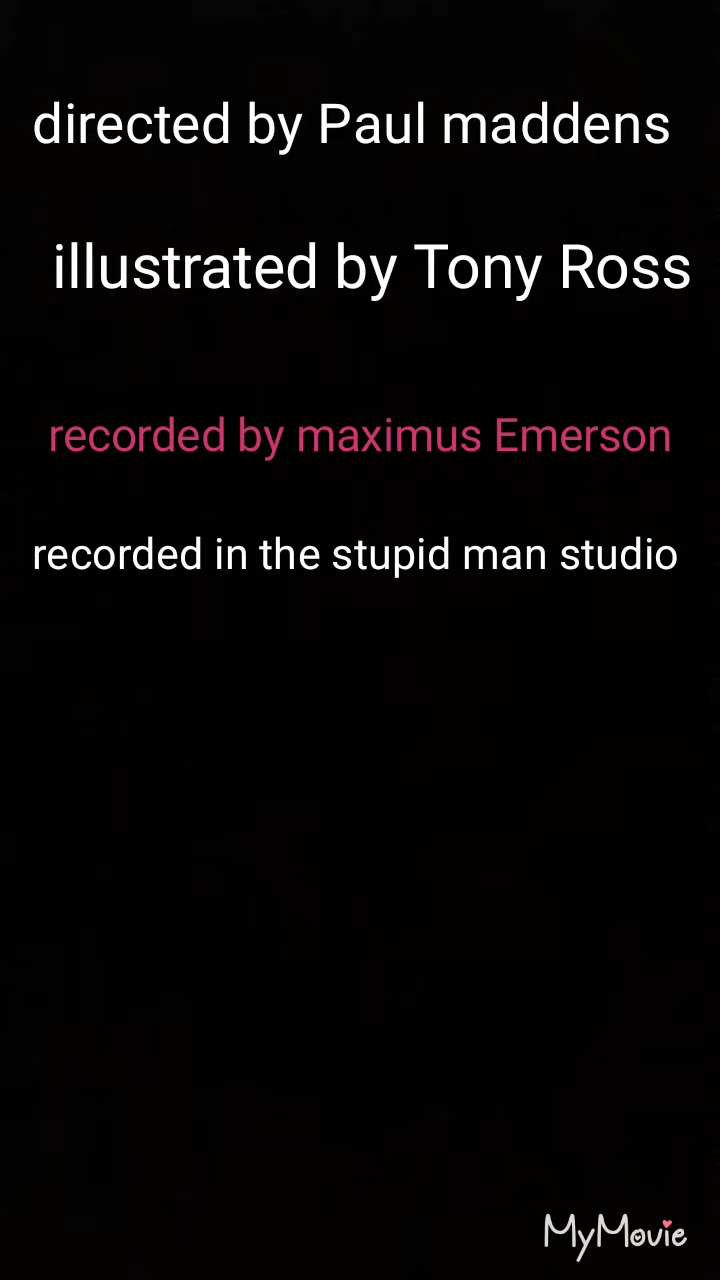 directed by Paul maddens
illustrated by Tony Ross
recorded by maximus Emerson
recorded in the stupid man studio
MyMovie